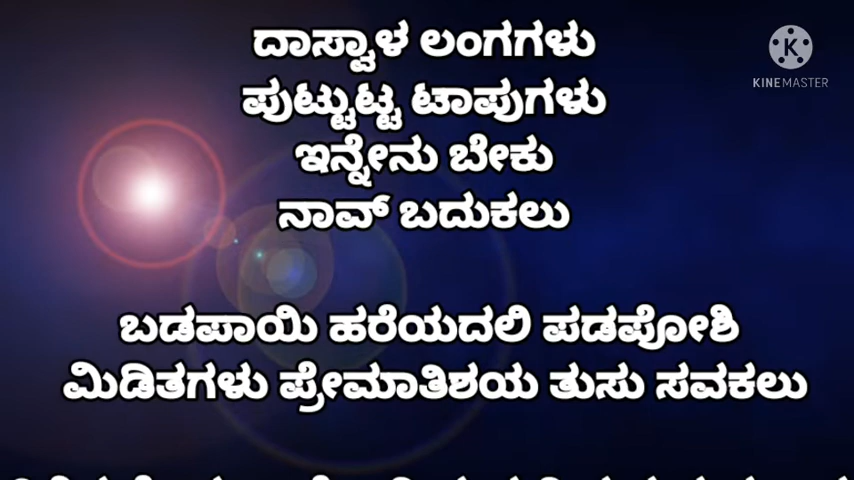 ದಾಸ್ವಾಳ ಲಂಗಗಳು
KINEMASTER
ಪುಟ್ಟುಟ್ಟ ಟಾಪುಗಳು
ಇನ್ನೇನು ಬೇಕು
ನಾವ್ ಬದುಕಲು
ಬಡಪಾಯಿ ಹರೆಯದಲಿ ಪಡಪೋಶಿ
ಮಿಡಿತಗಳು ಪ್ರೇಮಾತಿಶಯ ತುಸು ಸವಕಲು